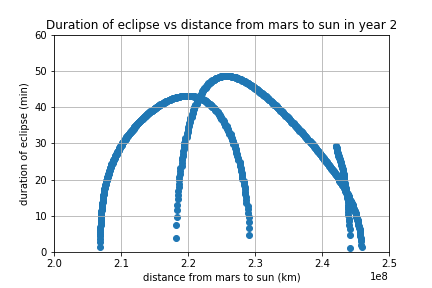 Duration of eclipse vs distance from mars to sun in year 2
duration of eclipse (min)
60
50
40
30
20
10
0
2.0 2.1 2.2 2.3 2.4 2.5
1e8
distance from mars to sun (km)